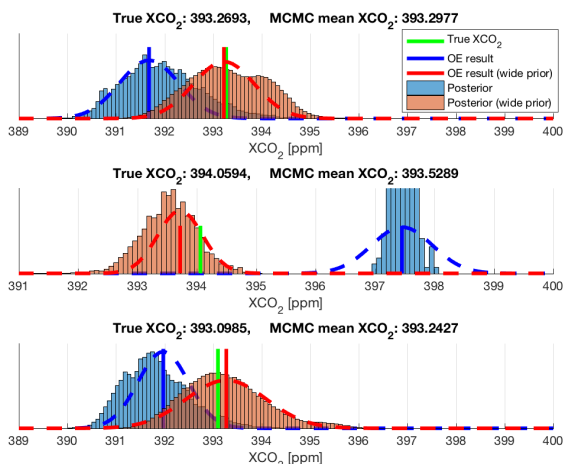 True XCO₂: 393.2693, MCMC mean XCO₂: 393.2977
True XCO₂
OE result
OE result (wide prior)
Posterior
Posterior (wide prior)
389 390 391 392 393 394 395 396 397 398 399 400
XCO₂ [ppm]
True XCO₂: 394.0594, MCMC mean XCO₂: 393.5289
391 392 393 394 395 396 397 398 399 400
XCO₂ [ppm]
True XCO₂: 393.0985, MCMC mean XCO₂: 393.2427
389 390 391 392 393 394 395 396 397 398 399 400
XCO₂ [ppm]